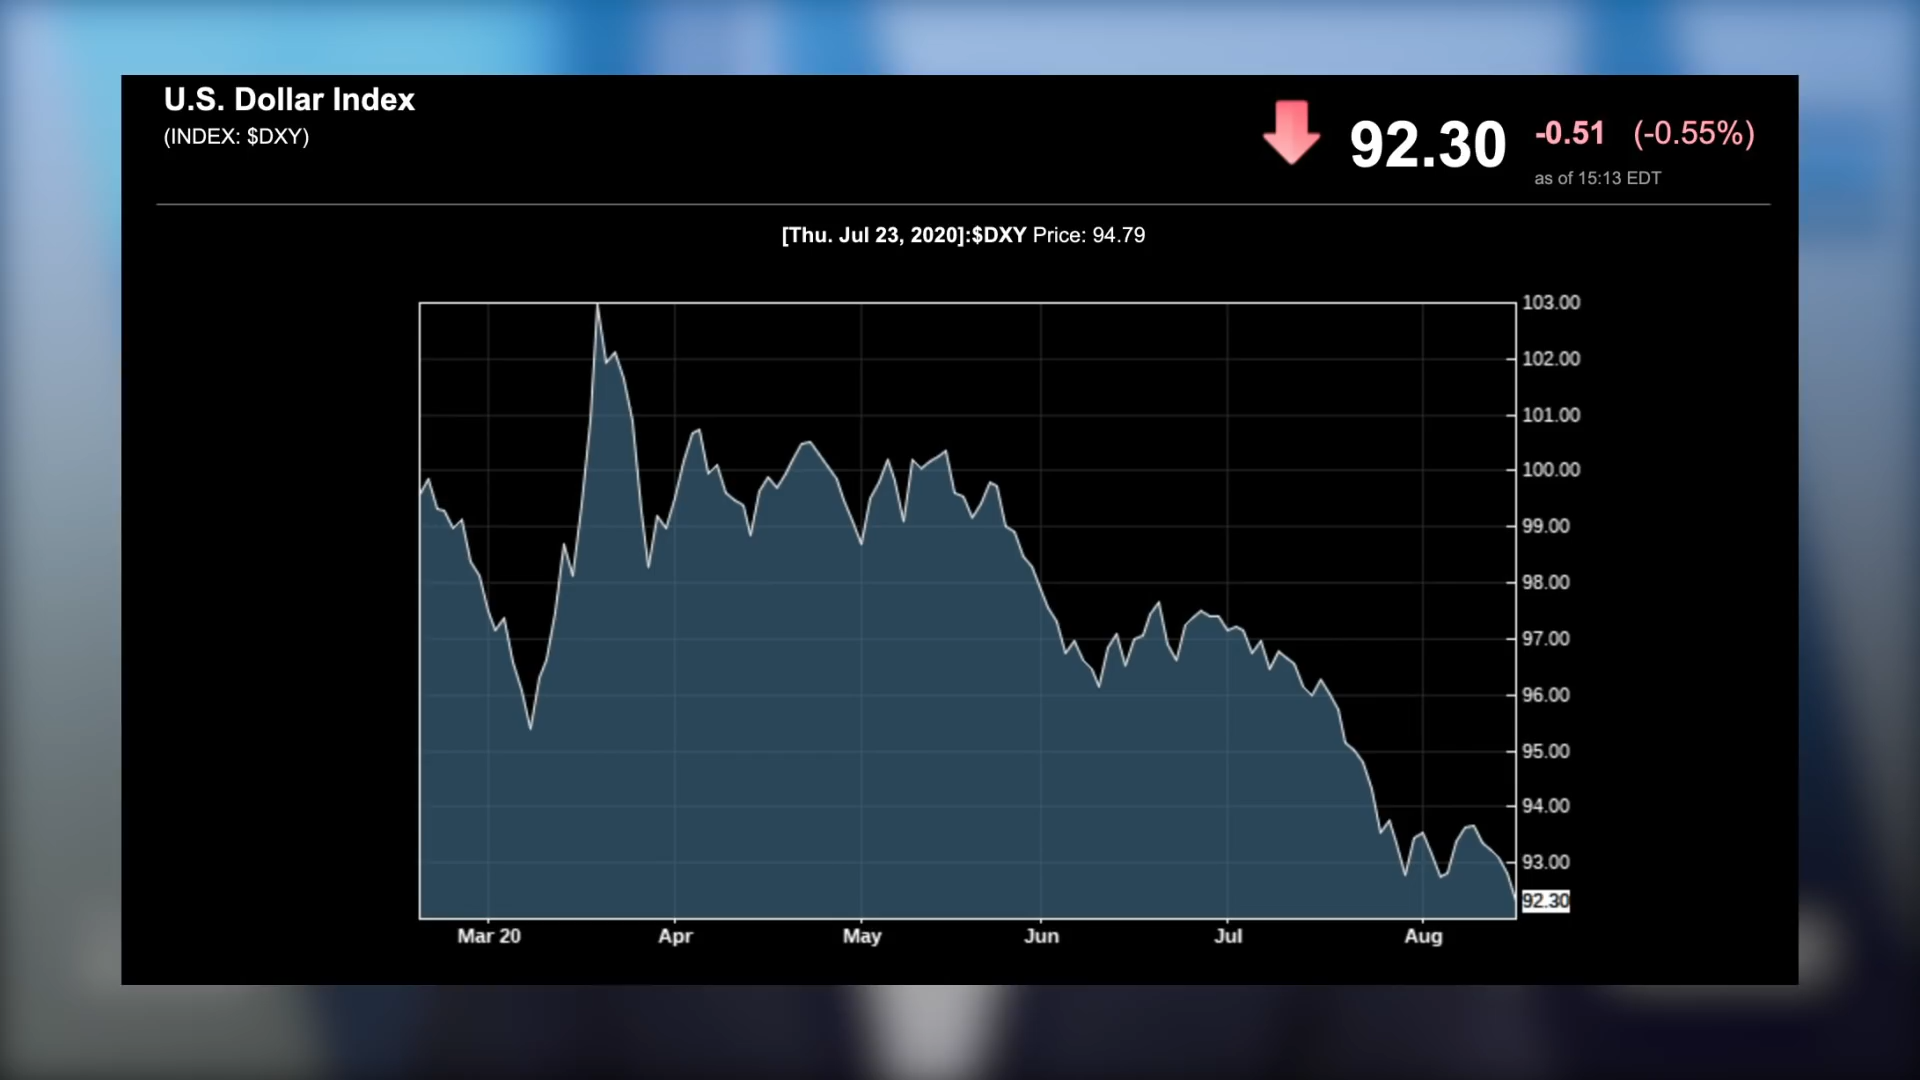 U.S. Dollar Index
(INDEX: $DXY)
92.30
-0.51 (-0.55%)
as of 15:13 EDT
[Thu. Jul 23, 2020]:$DXY Price: 94.79
103.00
102.00
101.00
100.00
99.00
98.00
97.00
96.00
95.00
94.00
93.00
92.30
Mar 20 Apr May Jun Jul Aug